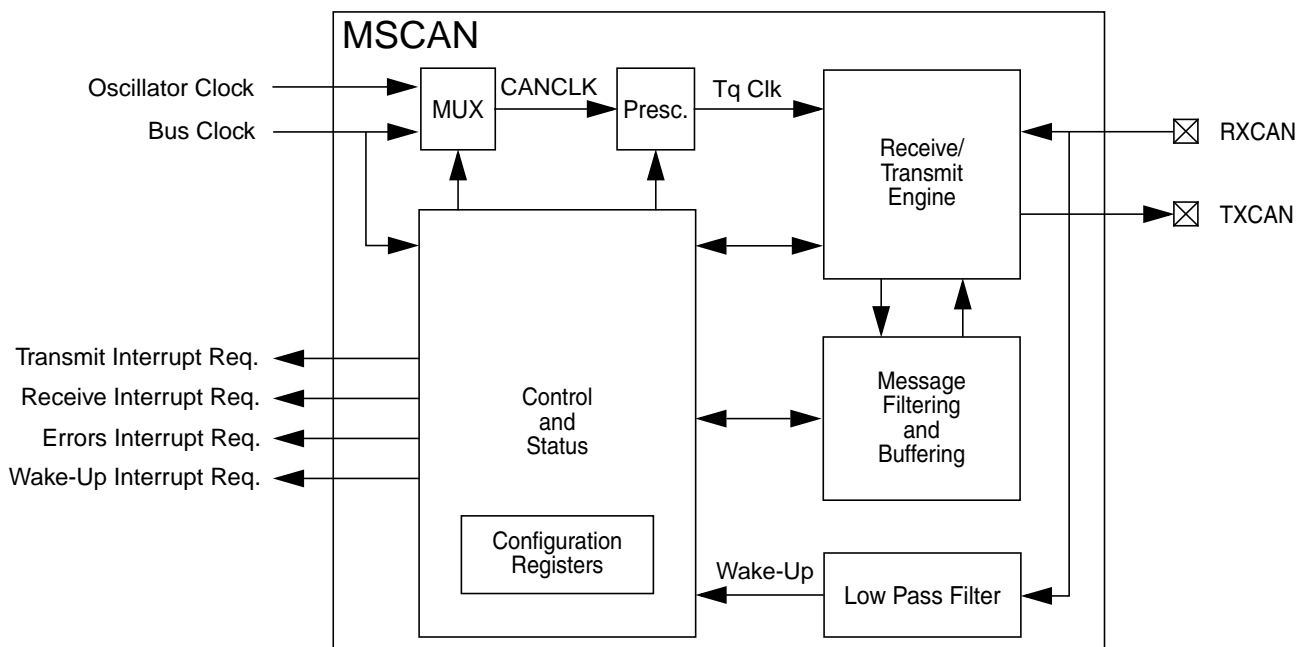 MSCAN
Oscillator Clock
Bus Clock
MUX
CANCLK
Presc.
Tq Clk
Receive/
Transmit
Engine
RXCAN
TXCAN
Transmit Interrupt Req.
Receive Interrupt Req.
Errors Interrupt Req.
Wake-Up Interrupt Req.
Control
and
Status
Message
Filtering
and
Buffering
Configuration
Registers
Wake-Up
Low Pass Filter